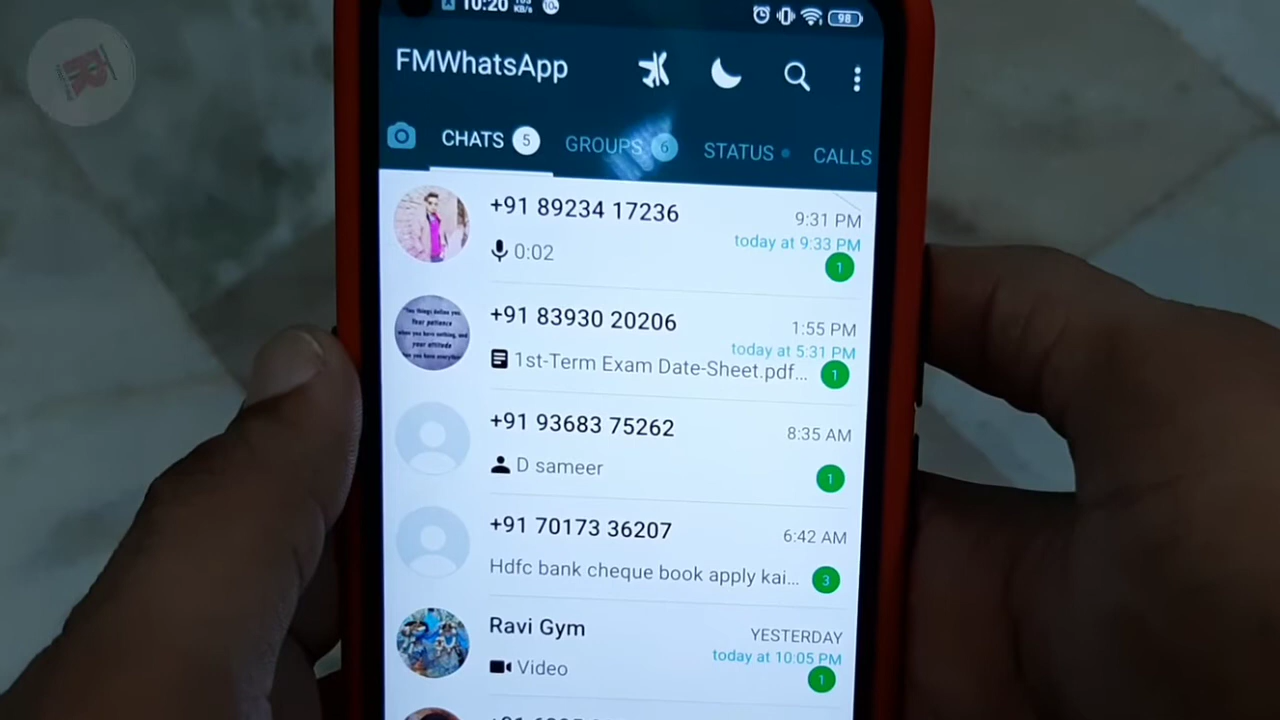 10:20 KB/s 98
FMWhatsApp
CHATS 5 GROUPS 6 STATUS CALLS
+91 89234 17236 9:31 PM
0:02 today at 9:33 PM
1
+91 83930 20206 1:55 PM
today at 5:31 PM
1st-Term Exam Date-Sheet.pdf... 1
+91 93683 75262 8:35 AM
D sameer 1
+91 70173 36207 6:42 AM
Hdfc bank cheque book apply kai... 3
Ravi Gym YESTERDAY
today at 10:05 PM
Video 1